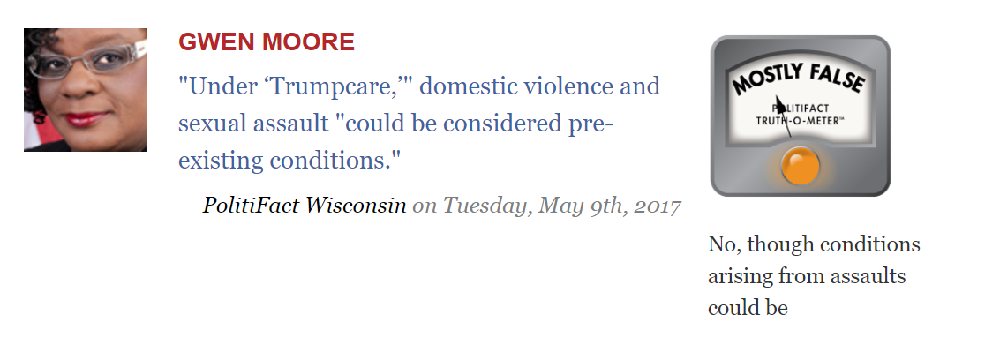 GWEN MOORE
"Under ‘Trumpcare,’" domestic violence and
sexual assault "could be considered pre-
existing conditions."
— PolitiFact Wisconsin on Tuesday, May 9th, 2017
MOSTLY FALSE
POLITIFACT
TRUTH-O-METER™
No, though conditions
arising from assaults
could be